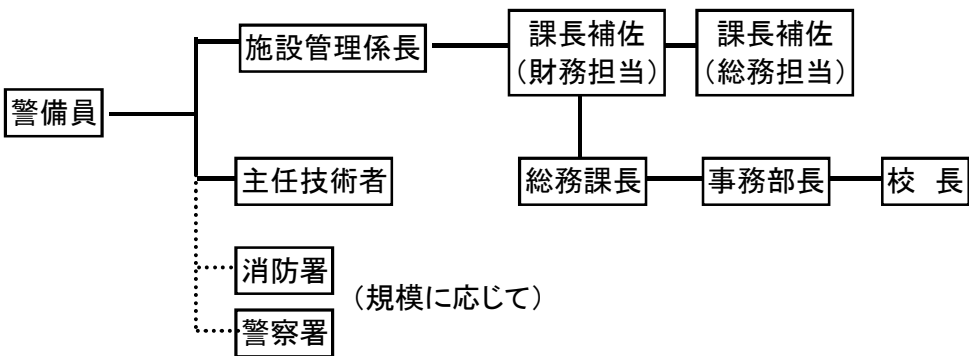 施設管理係長
課長補佐
（財務担当）
課長補佐
（総務担当）
警備員
主任技術者
総務課長
事務部長
校 長
消防署
（規模に応じて）
警察署